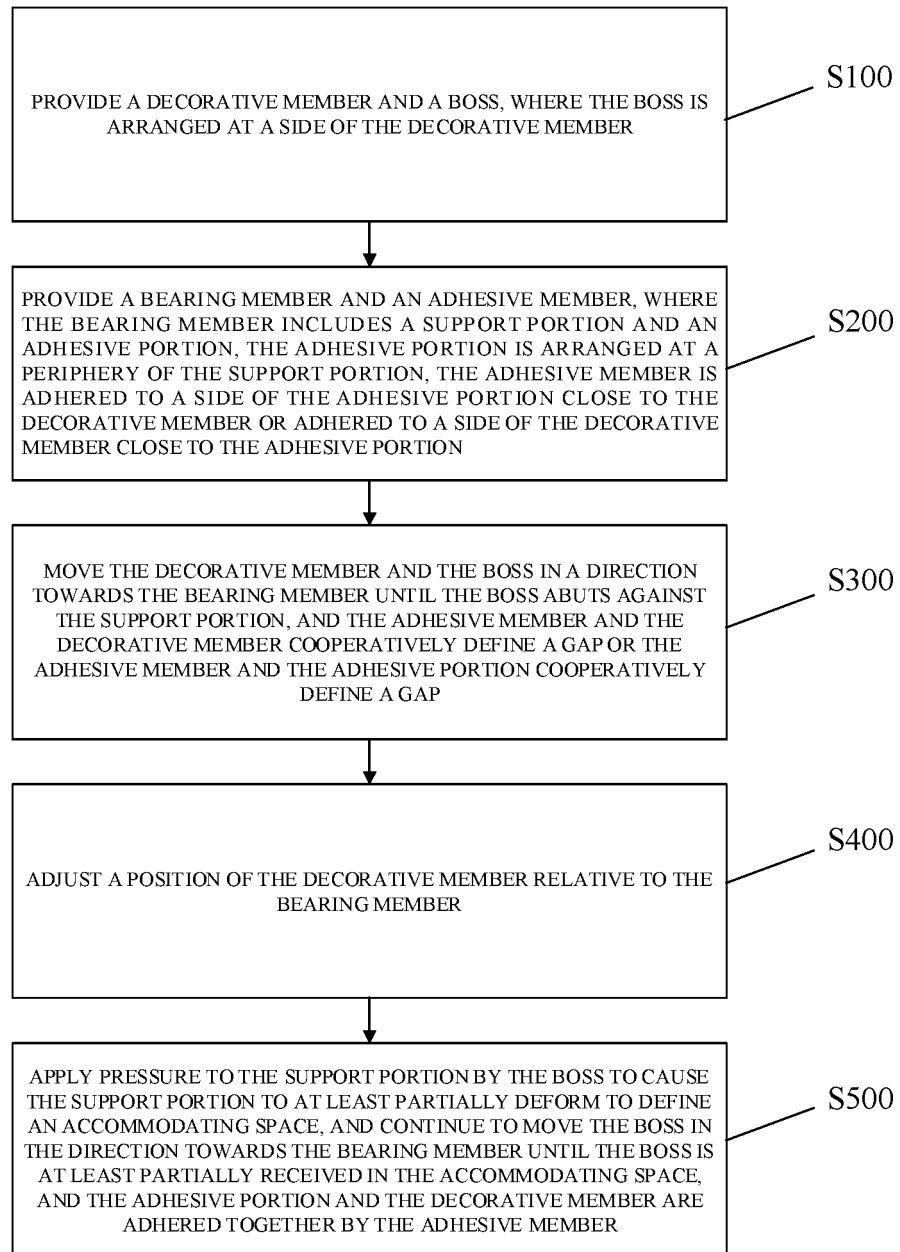 PROVIDE A DECORATIVE MEMBER AND A BOSS, WHERE THE BOSS IS
ARRANGED AT A SIDE OF THE DECORATIVE MEMBER
S100
PROVIDE A BEARING MEMBER AND AN ADHESIVE MEMBER, WHERE
THE BEARING MEMBER INCLUDES A SUPPORT PORTION AND AN
ADHESIVE PORTION, THE ADHESIVE PORTION IS ARRANGED AT A
PERIPHERY OF THE SUPPORT PORTION, THE ADHESIVE MEMBER IS
ADHERED TO A SIDE OF THE ADHESIVE PORTION CLOSE TO THE
DECORATIVE MEMBER OR ADHERED TO A SIDE OF THE DECORATIVE
MEMBER CLOSE TO THE ADHESIVE PORTION
S200
MOVE THE DECORATIVE MEMBER AND THE BOSS IN A DIRECTION
TOWARDS THE BEARING MEMBER UNTIL THE BOSS ABUTS AGAINST
THE SUPPORT PORTION, AND THE ADHESIVE MEMBER AND THE
DECORATIVE MEMBER COOPERATIVELY DEFINE A GAP OR THE
ADHESIVE MEMBER AND THE ADHESIVE PORTION COOPERATIVELY
DEFINE A GAP
S300
ADJUST A POSITION OF THE DECORATIVE MEMBER RELATIVE TO THE
BEARING MEMBER
S400
APPLY PRESSURE TO THE SUPPORT PORTION BY THE BOSS TO CAUSE
THE SUPPORT PORTION TO AT LEAST PARTIALLY DEFORM TO DEFINE
AN ACCOMMODATING SPACE, AND CONTINUE TO MOVE THE BOSS IN
THE DIRECTION TOWARDS THE BEARING MEMBER UNTIL THE BOSS IS
AT LEAST PARTIALLY RECEIVED IN THE ACCOMMODATING SPACE,
AND THE ADHESIVE PORTION AND THE DECORATIVE MEMBER ARE
ADHERED TOGETHER BY THE ADHESIVE MEMBER
S500